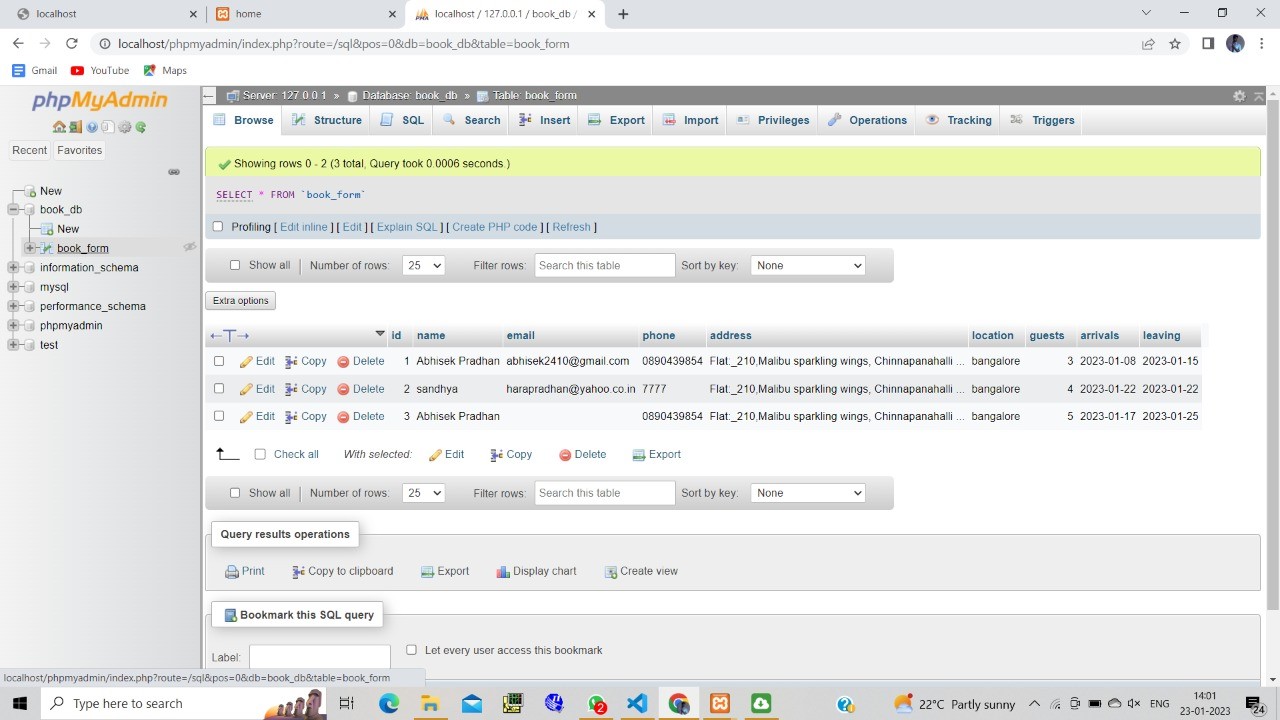 localhost
home
localhost / 127.0.0.1 / book_db /
localhost/phpmyadmin/index.php?route=/sql&pos=0&db=book_db&table=book_form
Gmail YouTube Maps
phpMyAdmin
Recent Favorites
New
book_db
New
book_form
information_schema
mysql
performance_schema
phpmyadmin
test
Server: 127.0.0.1 » Database: book_db » Table: book_form
Browse Structure SQL Search Insert Export Import Privileges Operations Tracking Triggers
Showing rows 0 - 2 (3 total, Query took 0.0006 seconds.)
SELECT * FROM `book_form`
Profiling [ Edit inline ] [ Edit ] [ Explain SQL ] [ Create PHP code ] [ Refresh ]
Show all Number of rows: 25 Filter rows: Search this table Sort by key: None
Extra options
id name email phone address location guests arrivals leaving
Edit Copy Delete 1 Abhisek Pradhan abhisek2410@gmail.com 0890439854 Flat:_210,Malibu sparkling wings, Chinnapanahalli ... bangalore 3 2023-01-08 2023-01-15
Edit Copy Delete 2 sandhya harapradhan@yahoo.co.in 7777 Flat:_210,Malibu sparkling wings, Chinnapanahalli ... bangalore 4 2023-01-22 2023-01-22
Edit Copy Delete 3 Abhisek Pradhan 0890439854 Flat:_210,Malibu sparkling wings, Chinnapanahalli ... bangalore 5 2023-01-17 2023-01-25
Check all With selected: Edit Copy Delete Export
Show all Number of rows: 25 Filter rows: Search this table Sort by key: None
Query results operations
Print Copy to clipboard Export Display chart Create view
Bookmark this SQL query
Label: Let every user access this bookmark
localhost/phpmyadmin/index.php?route=/sql&pos=0&db=book_db&table=book_form
Type here to search
2
22°C Partly sunny
14:01
23-01-2023
24